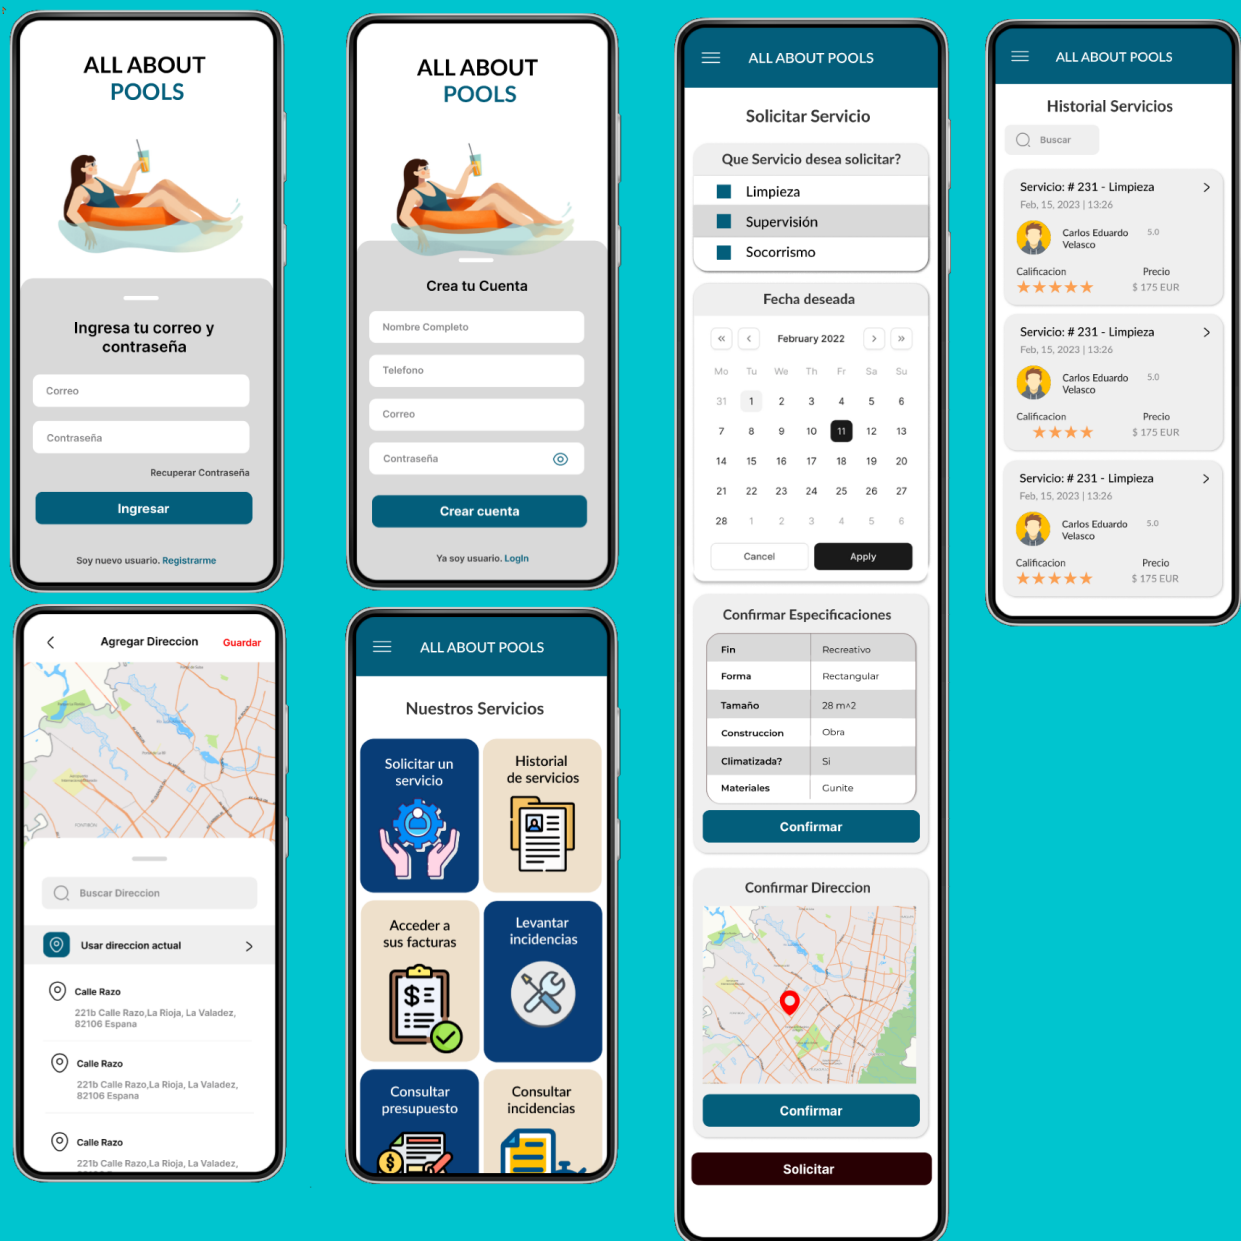 ALL ABOUT
POOLS
Ingresa tu correo y
contraseña
Correo
Contraseña
Recuperar Contraseña
Ingresar
Soy nuevo usuario. Registrarme
ALL ABOUT
POOLS
Crea tu Cuenta
Nombre Completo
Telefono
Correo
Contraseña
Crear cuenta
Ya soy usuario. LogIn
ALL ABOUT POOLS
Solicitar Servicio
Que Servicio desea solicitar?
Limpieza
Supervisión
Socorrismo
Fecha deseada
« ‹ February 2022 › »
Mo Tu We Th Fr Sa Su
31 1 2 3 4 5 6
7 8 9 10 11 12 13
14 15 16 17 18 19 20
21 22 23 24 25 26 27
28 1 2 3 4 5 6
Cancel Apply
Confirmar Especificaciones
Fin Recreativo
Forma Rectangular
Tamaño 28 m^2
Construccion Obra
Climatizada? Si
Materiales Gunite
Confirmar
Confirmar Direccion
Confirmar
Solicitar
ALL ABOUT POOLS
Historial Servicios
Buscar
Servicio: # 231 - Limpieza
Feb, 15, 2023 | 13:26
Carlos Eduardo 5.0
Velasco
Calificacion Precio
$ 175 EUR
Servicio: # 231 - Limpieza
Feb, 15, 2023 | 13:26
Carlos Eduardo 5.0
Velasco
Calificacion Precio
$ 175 EUR
Servicio: # 231 - Limpieza
Feb, 15, 2023 | 13:26
Carlos Eduardo 5.0
Velasco
Calificacion Precio
$ 175 EUR
Agregar Direccion Guardar
Buscar Direccion
Usar direccion actual
Calle Razo
221b Calle Razo,La Rioja, La Valadez,
82106 Espana
Calle Razo
221b Calle Razo,La Rioja, La Valadez,
82106 Espana
Calle Razo
221b Calle Razo,La Rioja, La Valadez,
ALL ABOUT POOLS
Nuestros Servicios
Solicitar un
servicio
Historial
de servicios
Acceder a
sus facturas
Levantar
incidencias
Consultar
presupuesto
Consultar
incidencias